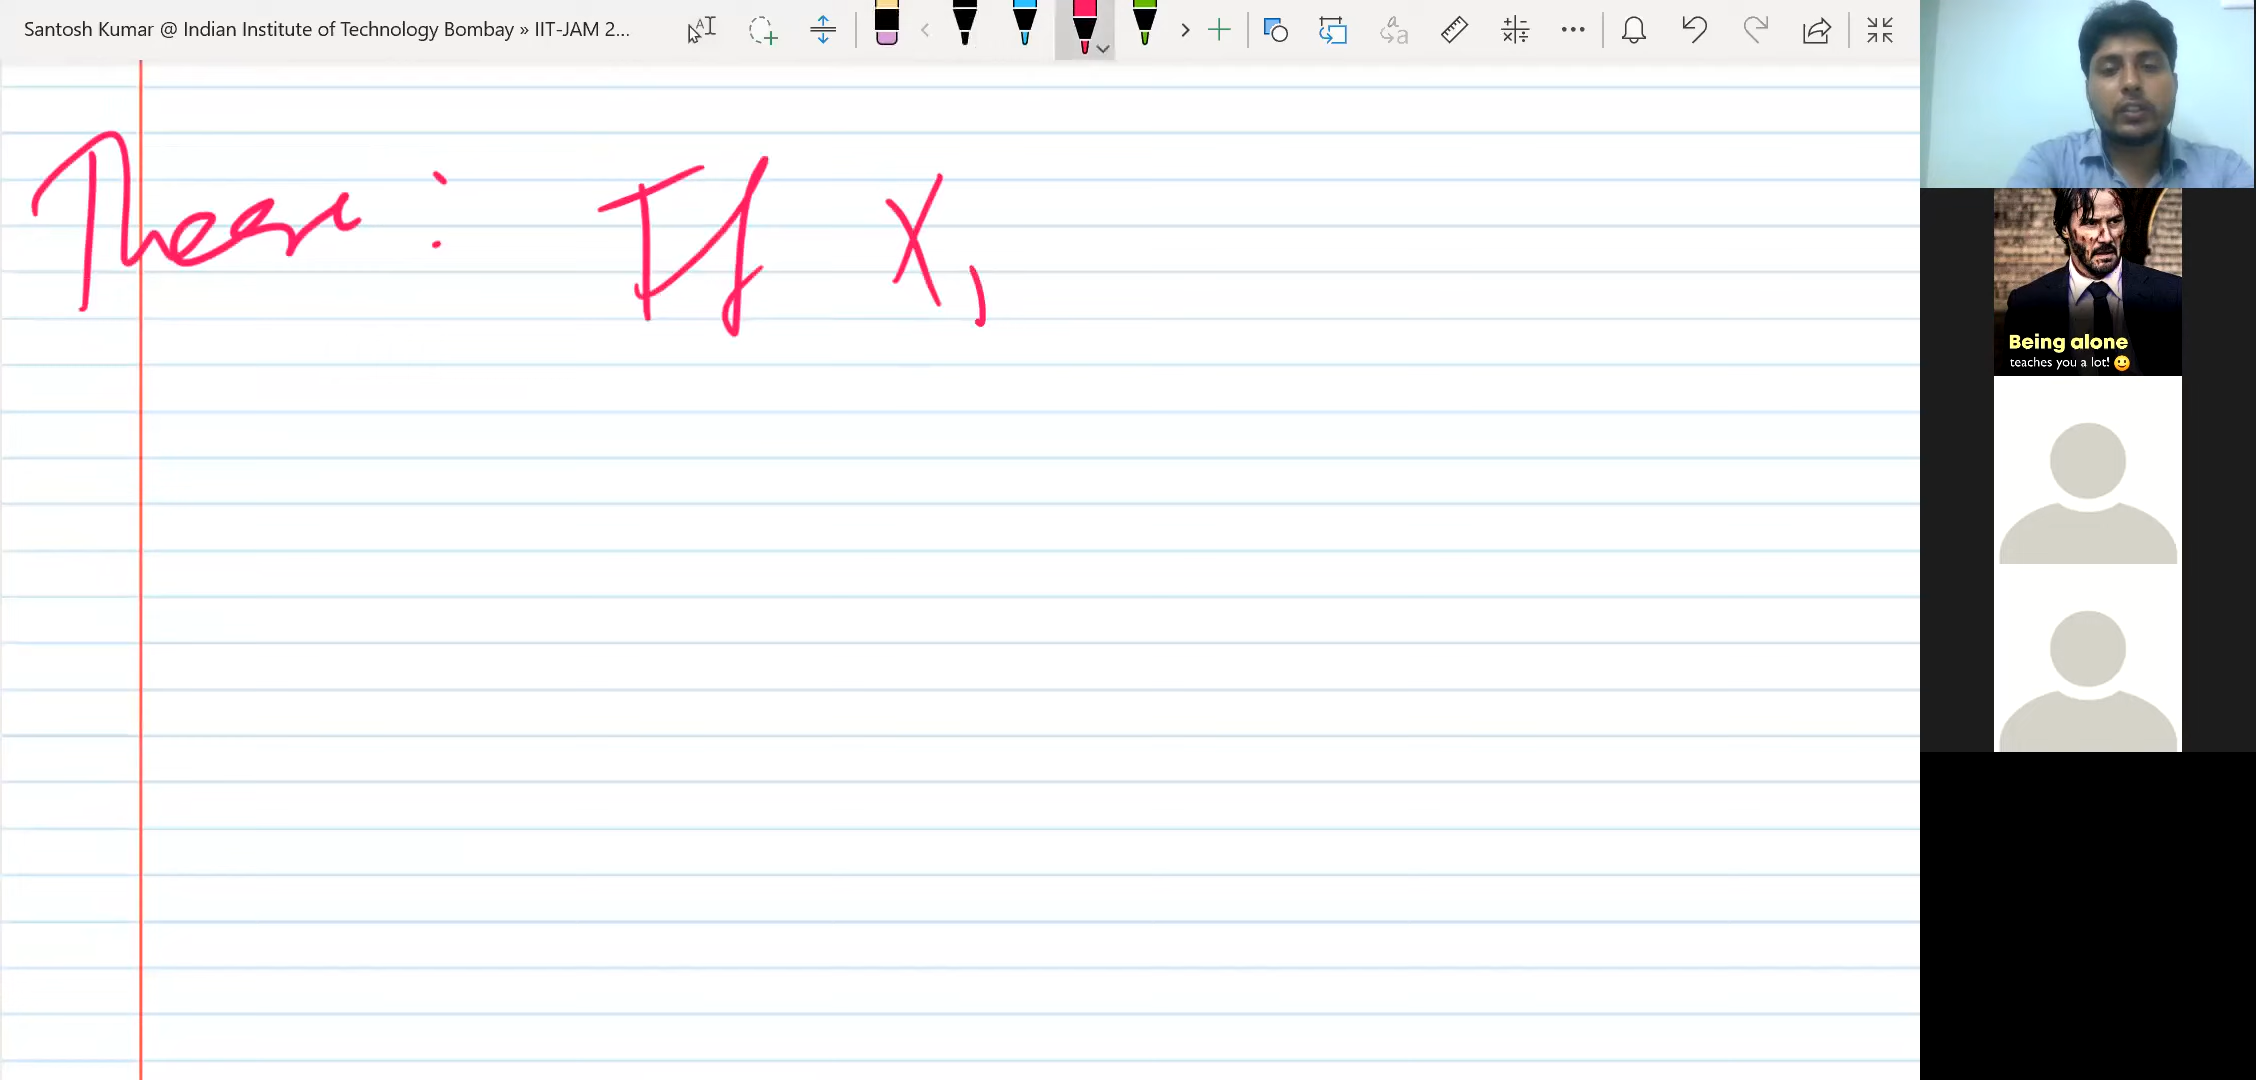 Santosh Kumar @ Indian Institute of Technology Bombay » IIT-JAM 2...
Theorem : If X,
Being alone
teaches you a lot!